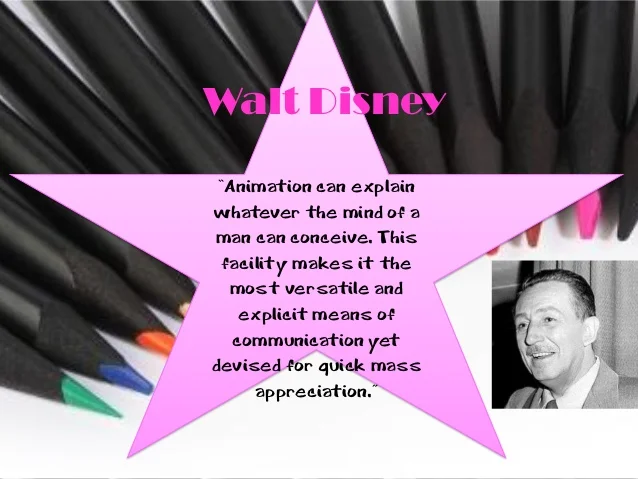 Walt Disney
“Animation can explain
whatever the mind of a
man can conceive. This
facility makes it the
most versatile and
explicit means of
communication yet
devised for quick mass
appreciation.”